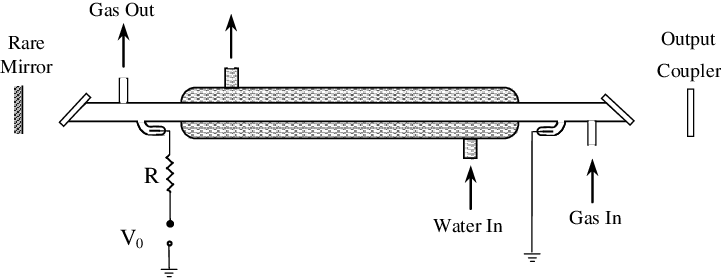 Gas Out
Rare
Mirror
Output
Coupler
R
V₀
Water In
Gas In